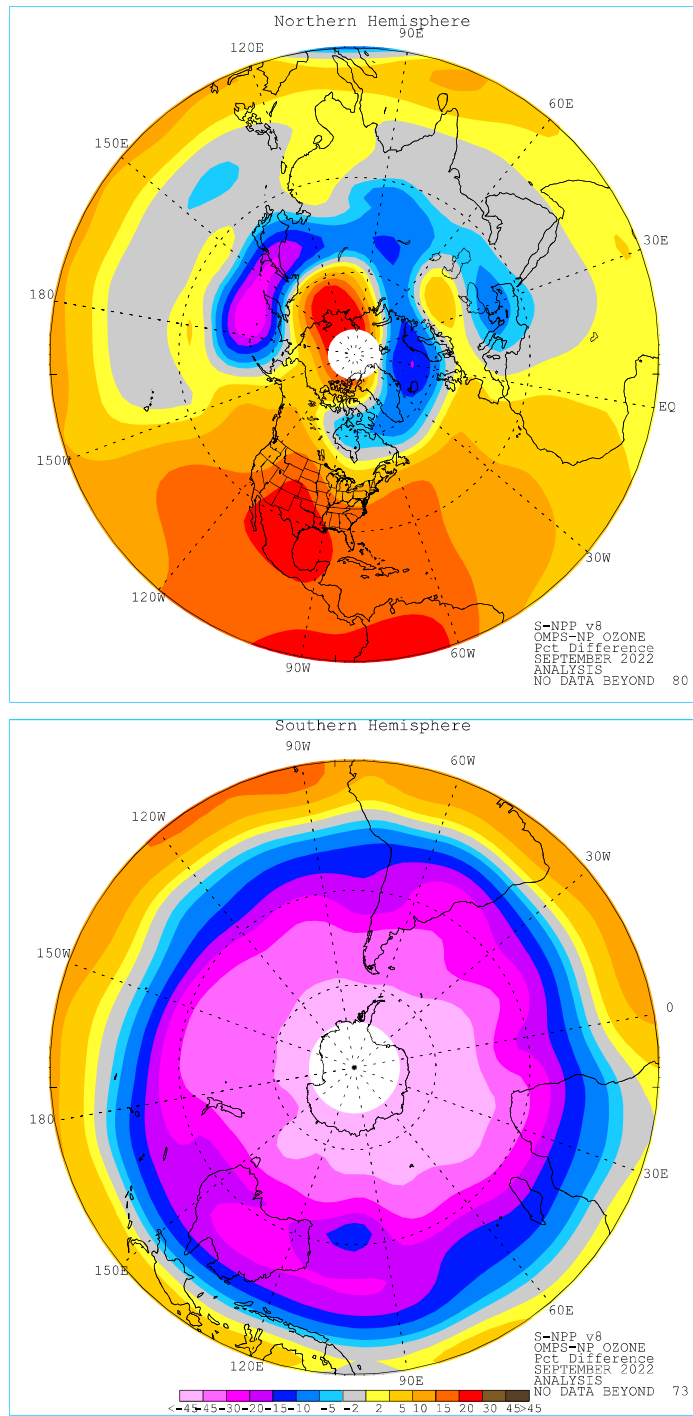 Northern Hemisphere
90E
120E
60E
150E
30E
180
EQ
150W
30W
120W
60W
90W
S-NPP v8
OMPS-NP OZONE
Pct Difference
SEPTEMBER 2022
ANALYSIS
NO DATA BEYOND 80
Southern Hemisphere
90W
60W
120W
30W
150W
0
180
30E
150E
60E
120E
90E
S-NPP v8
OMPS-NP OZONE
Pct Difference
SEPTEMBER 2022
ANALYSIS
NO DATA BEYOND 73
<-45 -45 -30 -20 -15 -10 -5 -2 2 5 10 15 20 30 45 >45